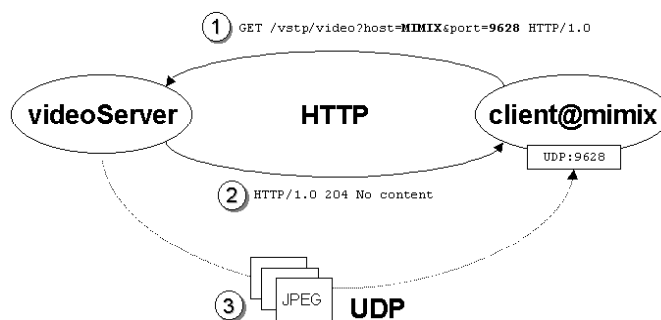 1 GET /vstp/video?host=MIMIX&port=9628 HTTP/1.0
videoServer
HTTP
client@mimix
UDP:9628
2 HTTP/1.0 204 No content
3
JPEG
UDP